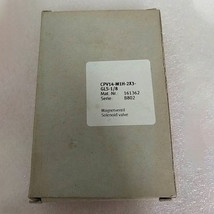 CPV14-M1H-2X3-
GLS-1/8
Mat. Nr. 161362
Serie B802
Magnetventil
Solenoid valve